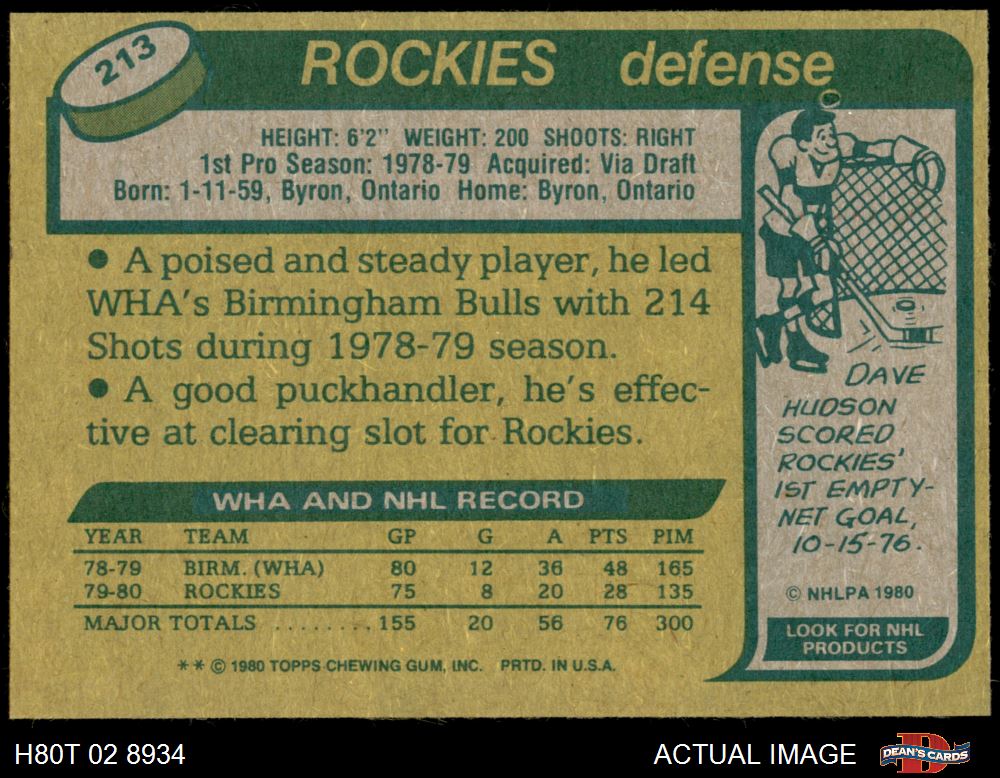 213
ROCKIES defense
HEIGHT: 6'2" WEIGHT: 200 SHOOTS: RIGHT
1st Pro Season: 1978-79 Acquired: Via Draft
Born: 1-11-59, Byron, Ontario Home: Byron, Ontario
● A poised and steady player, he led
WHA's Birmingham Bulls with 214
Shots during 1978-79 season.
● A good puckhandler, he's effec-
tive at clearing slot for Rockies.
WHA AND NHL RECORD
YEAR TEAM GP G A PTS PIM
78-79 BIRM. (WHA) 80 12 36 48 165
79-80 ROCKIES 75 8 20 28 135
MAJOR TOTALS ........ 155 20 56 76 300
** © 1980 TOPPS CHEWING GUM, INC. PRTD. IN U.S.A.
DAVE
HUDSON
SCORED
ROCKIES'
1ST EMPTY-
NET GOAL,
10-15-76.
© NHLPA 1980
LOOK FOR NHL
PRODUCTS
H80T 02 8934
ACTUAL IMAGE
DEAN'S CARDS